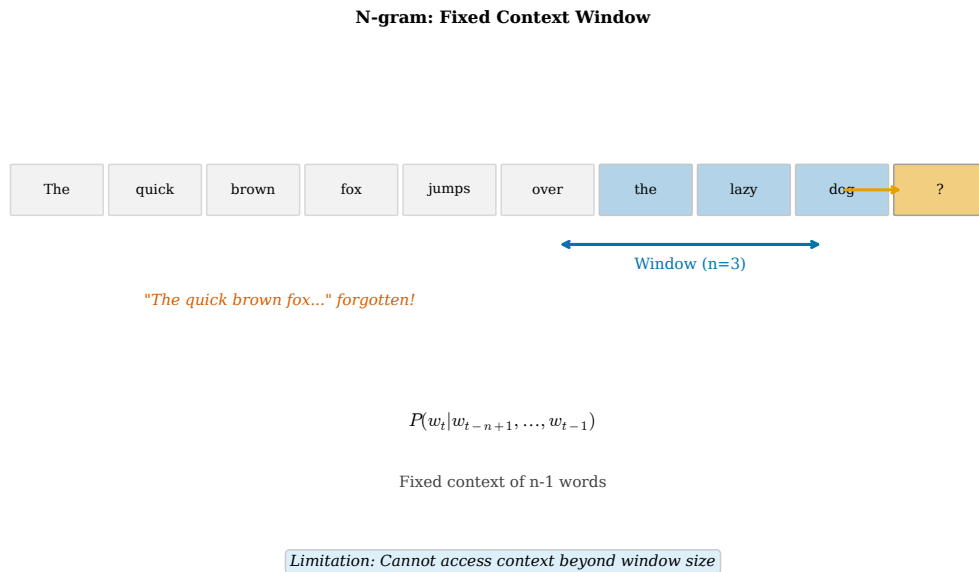 N-gram: Fixed Context Window
The quick brown fox jumps over the lazy dog ?
Window (n=3)
"The quick brown fox..." forgotten!
P(w_t|w_{t-n+1}, ..., w_{t-1})
Fixed context of n-1 words
Limitation: Cannot access context beyond window size